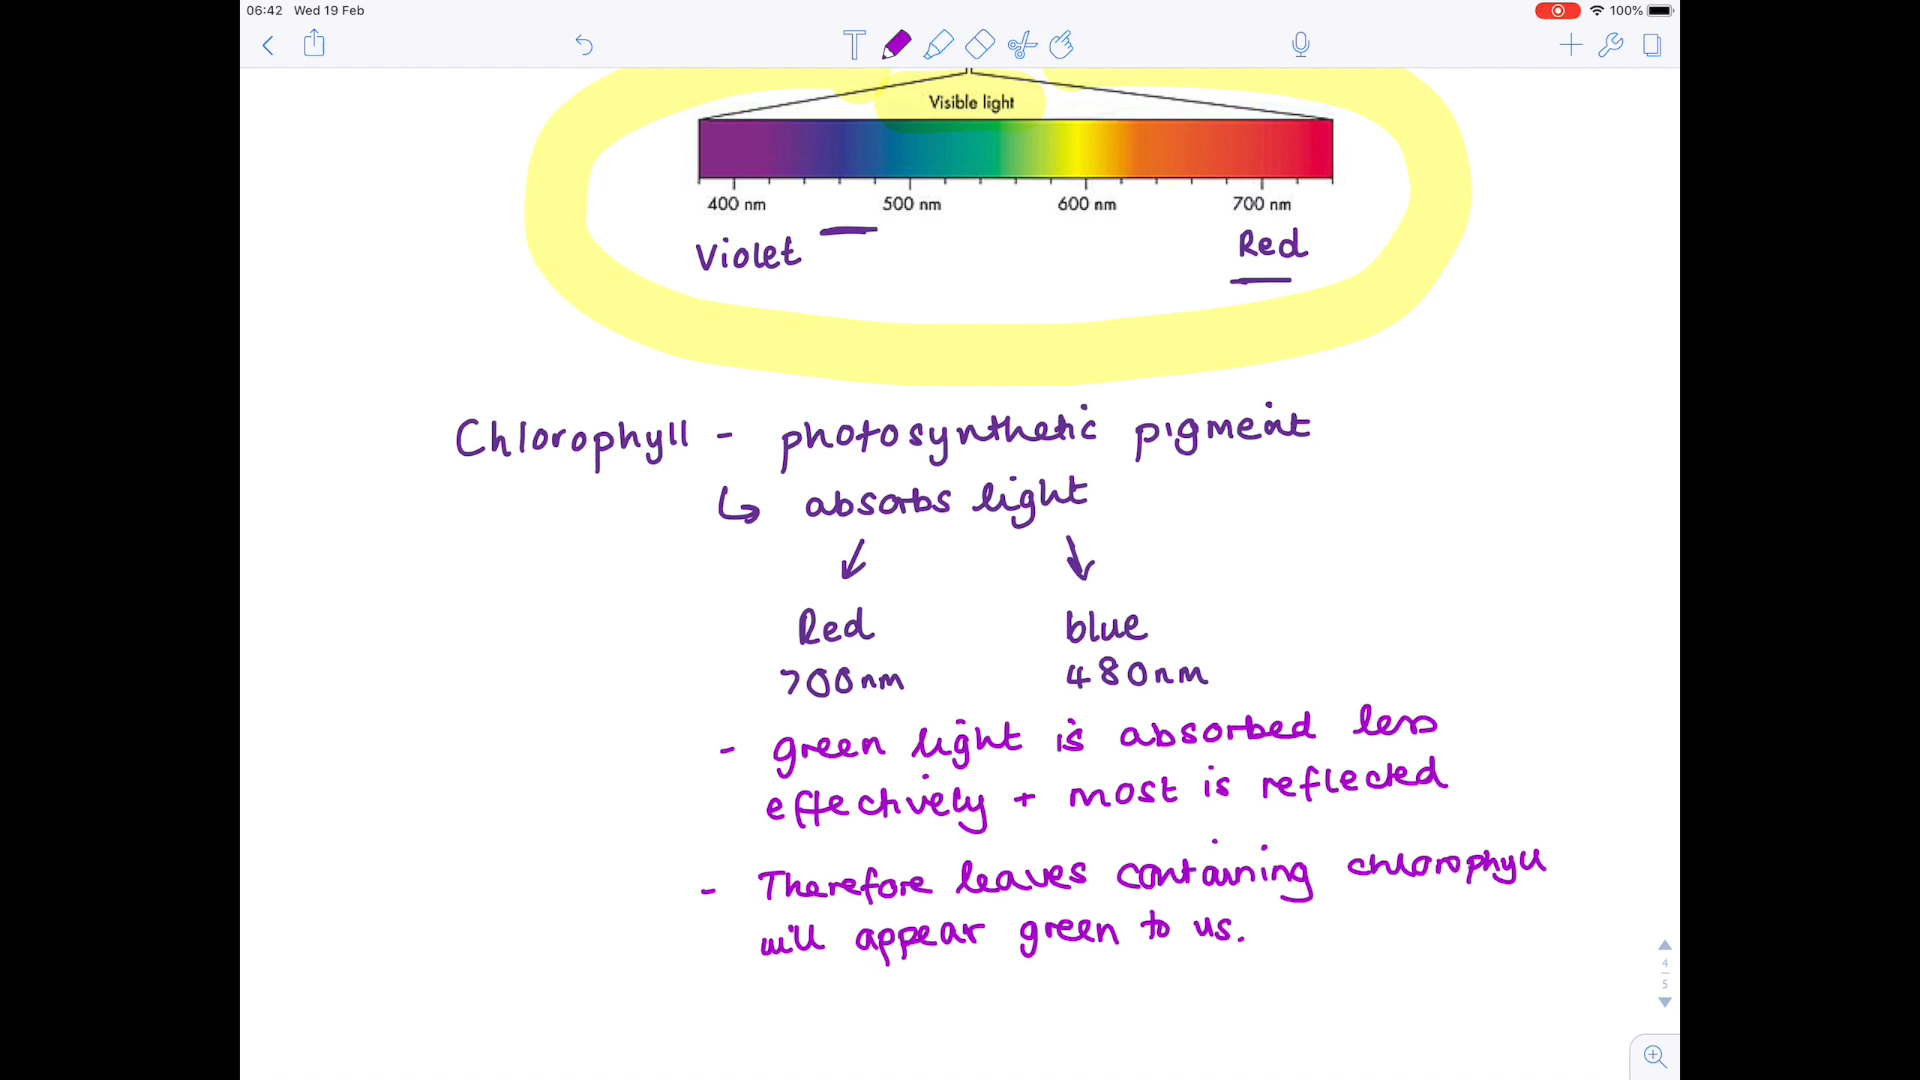 06:42 Wed 19 Feb
100%
T
Visible light
400 nm 500 nm 600 nm 700 nm
Violet Red
Chlorophyll - photosynthetic pigment
↳ absorbs light
Red blue
700nm 480nm
- green light is absorbed less
effectively + most is reflected
- Therefore leaves containing chlorophyll
will appear green to us.
4
5